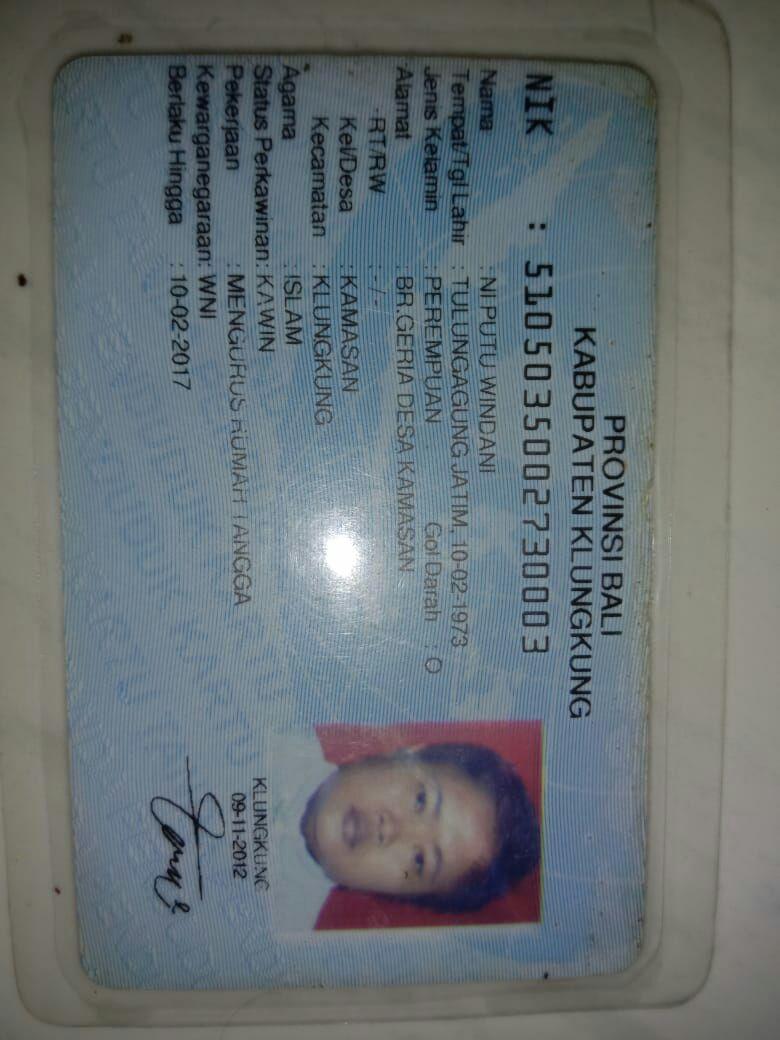 PROVINSI BALI
KABUPATEN KLUNGKUNG
NIK : 5105035002730003
Nama : NI PUTU WINDANI
Tempat/Tgl Lahir : TULUNGAGUNG JATIM, 10-02-1973
Jenis Kelamin : PEREMPUAN Gol Darah : O
Alamat : BR.GERIA DESA KAMASAN
RT/RW : -/-
Kel/Desa : KAMASAN
Kecamatan : KLUNGKUNG
Agama : ISLAM
Status Perkawinan : KAWIN
Pekerjaan : MENGURUS RUMAH TANGGA
Kewarganegaraan: WNI
Berlaku Hingga : 10-02-2017
KLUNGKUNG
09-11-2012